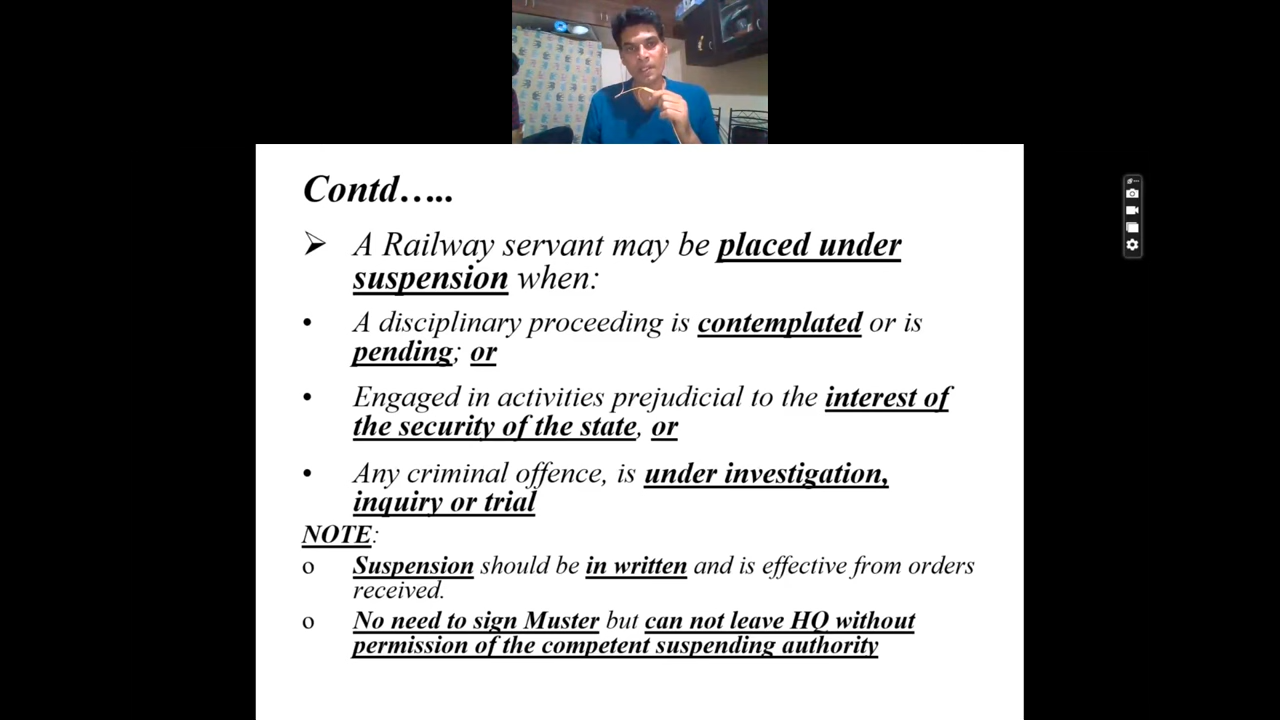 Contd…..
➢ A Railway servant may be placed under
suspension when:
• A disciplinary proceeding is contemplated or is
pending; or
• Engaged in activities prejudicial to the interest of
the security of the state, or
• Any criminal offence, is under investigation,
inquiry or trial
NOTE:
o Suspension should be in written and is effective from orders
received.
o No need to sign Muster but can not leave HQ without
permission of the competent suspending authority